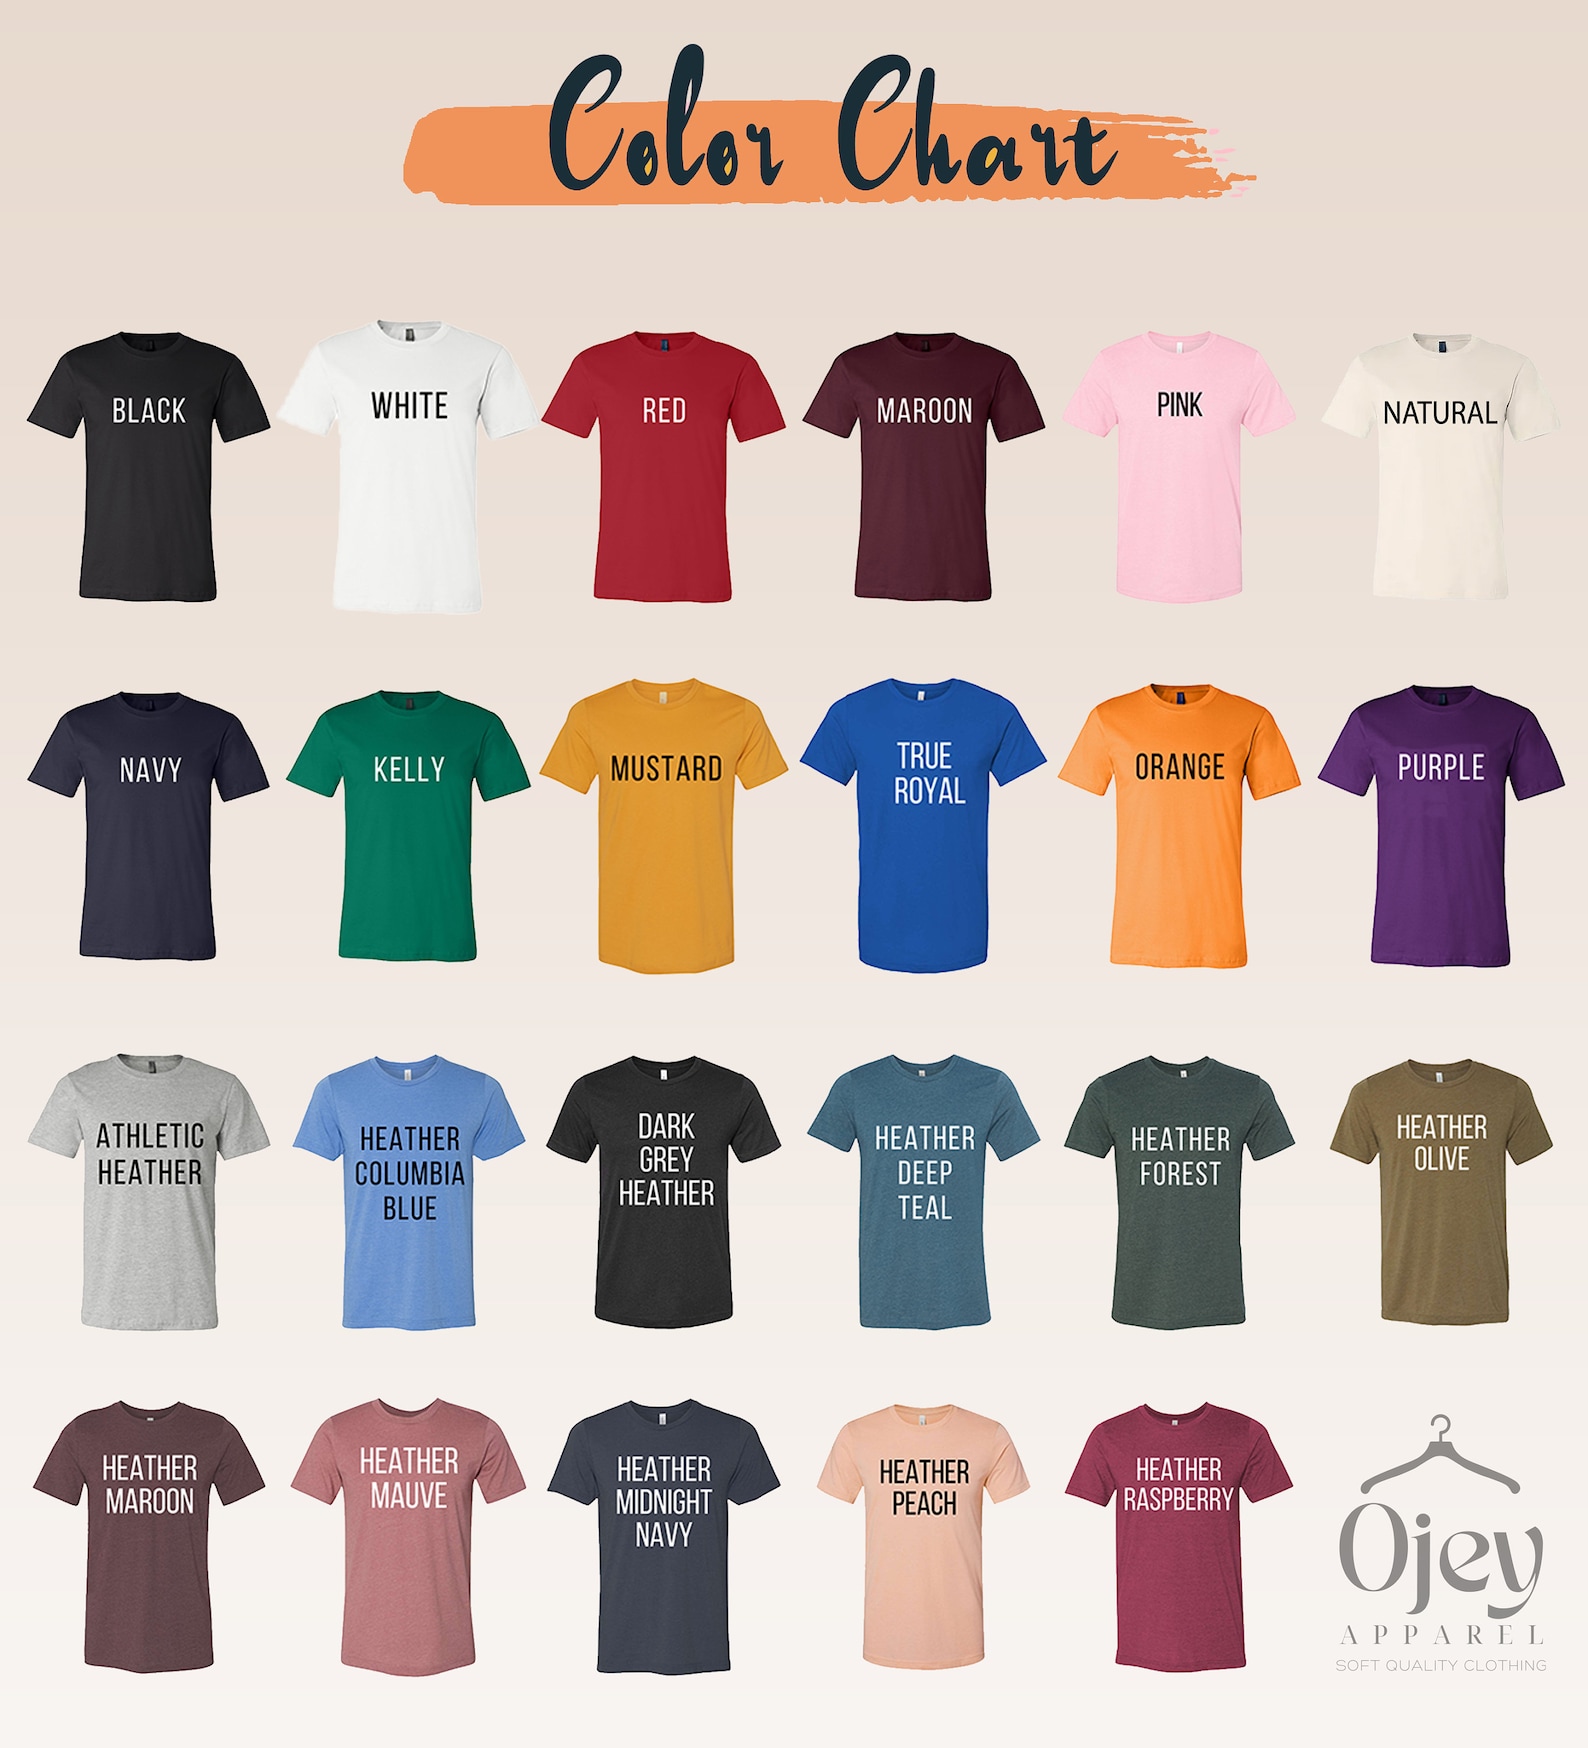 Color Chart
BLACK
WHITE
RED
MAROON
PINK
NATURAL
NAVY
KELLY
MUSTARD
TRUE
ROYAL
ORANGE
PURPLE
ATHLETIC
HEATHER
HEATHER
COLUMBIA
BLUE
DARK
GREY
HEATHER
HEATHER
DEEP
TEAL
HEATHER
FOREST
HEATHER
OLIVE
HEATHER
MAROON
HEATHER
MAUVE
HEATHER
MIDNIGHT
NAVY
HEATHER
PEACH
HEATHER
RASPBERRY
Ojey
APPAREL
SOFT QUALITY CLOTHING